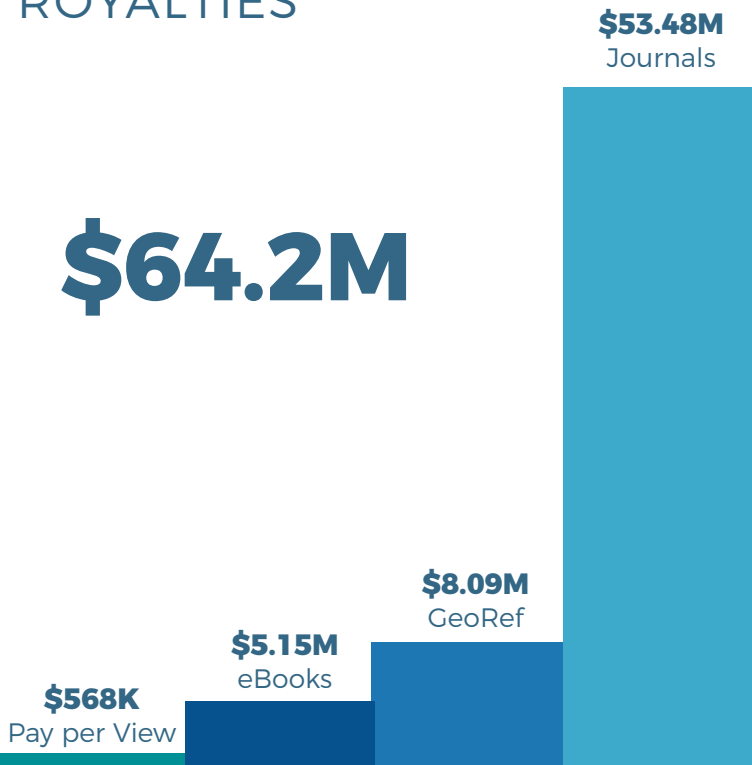 ROYALTIES
$53.48M
Journals
$64.2M
$8.09M
GeoRef
$5.15M
eBooks
$568K
Pay per View